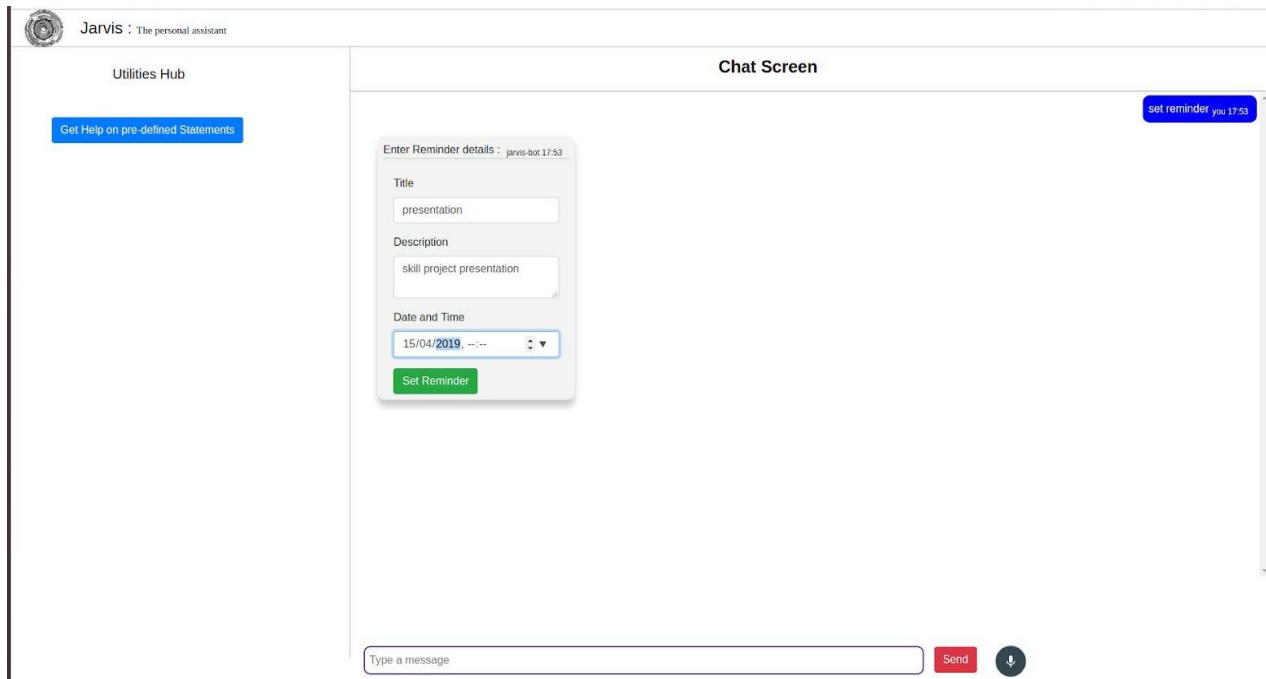 Jarvis : The personal assistant
Utilities Hub
Get Help on pre-defined Statements
Chat Screen
set reminder you 17:53
Enter Reminder details : jarvis-bot 17:53
Title
presentation
Description
skill project presentation
Date and Time
15/04/2019, --:--
Set Reminder
Type a message
Send